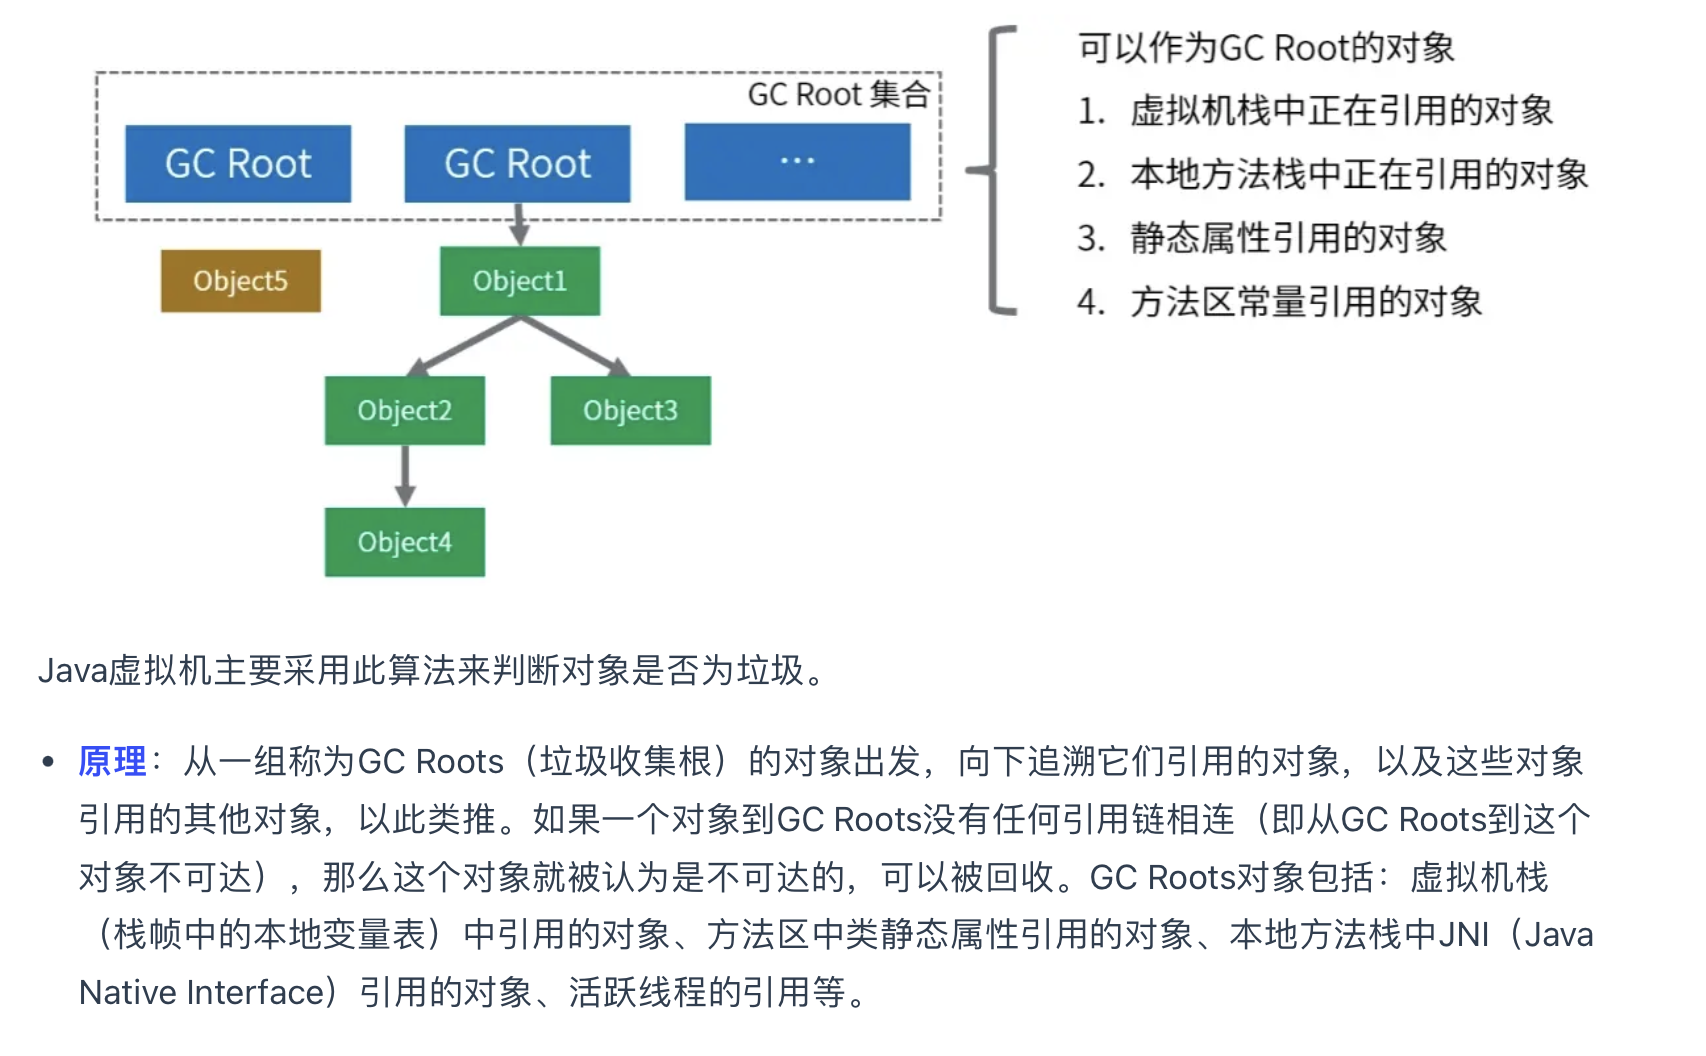 可以作为GC Root的对象
1. 虚拟机栈中正在引用的对象
2. 本地方法栈中正在引用的对象
3. 静态属性引用的对象
4. 方法区常量引用的对象
GC Root 集合
GC Root
GC Root
...
Object5
Object1
Object2
Object3
Object4
Java虚拟机主要采用此算法来判断对象是否为垃圾。
• 原理：从一组称为GC Roots（垃圾收集根）的对象出发，向下追溯它们引用的对象，以及这些对象
引用的其他对象，以此类推。如果一个对象到GC Roots没有任何引用链相连（即从GC Roots到这个
对象不可达），那么这个对象就被认为是不可达的，可以被回收。GC Roots对象包括：虚拟机栈
（栈帧中的本地变量表）中引用的对象、方法区中类静态属性引用的对象、本地方法栈中JNI（Java
Native Interface）引用的对象、活跃线程的引用等。